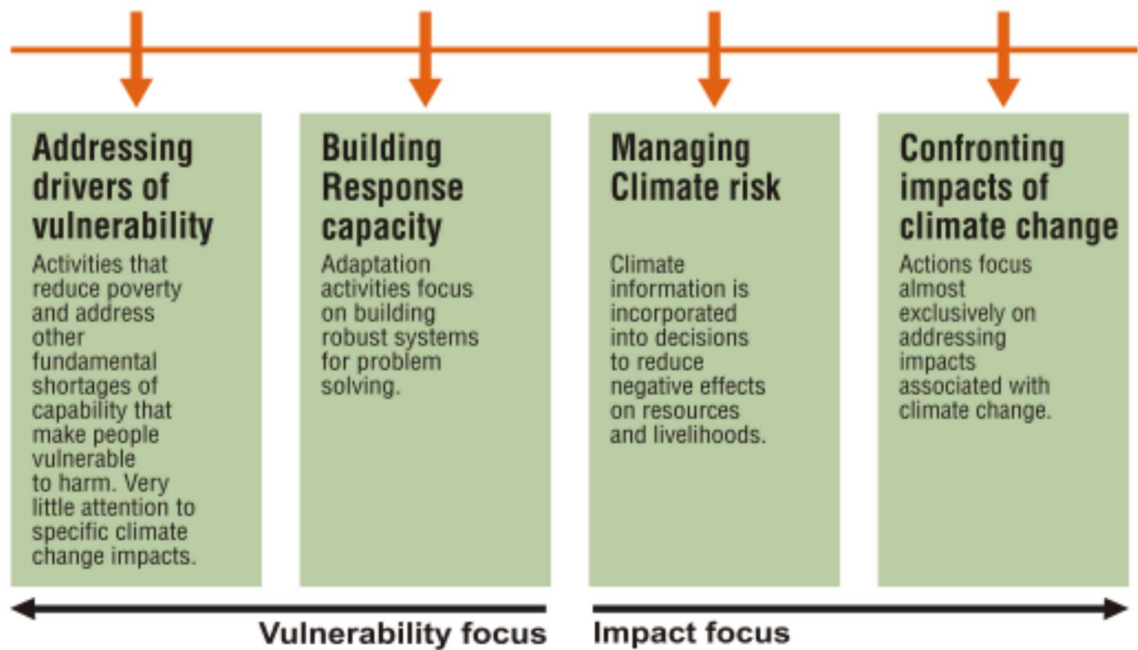 Addressing
drivers of
vulnerability
Activities that
reduce poverty
and address
other
fundamental
shortages of
capability that
make people
vulnerable
to harm. Very
little attention to
specific climate
change impacts.
Building
Response
capacity
Adaptation
activities focus
on building
robust systems
for problem
solving.
Managing
Climate risk
Climate
information is
incorporated
into decisions
to reduce
negative effects
on resources
and livelihoods.
Confronting
impacts of
climate change
Actions focus
almost
exclusively on
addressing
impacts
associated with
climate change.
Vulnerability focus
Impact focus